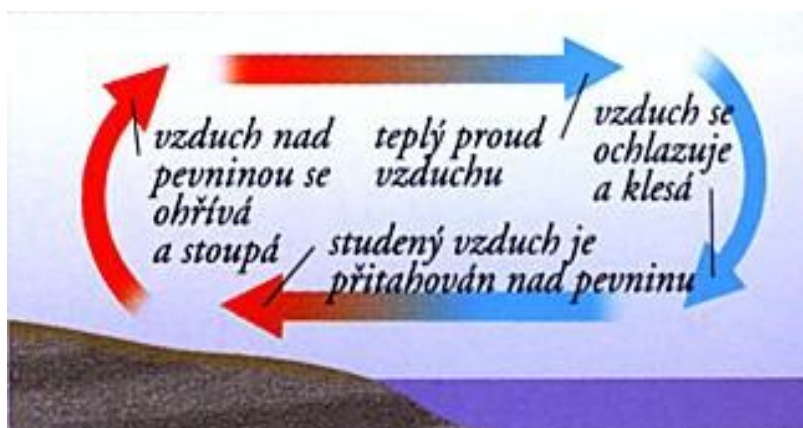 vzduch nad
pevninou se
ohřívá
a stoupá
teplý proud
vzduchu
vzduch se
ochlazuje
a klesá
studený vzduch je
přitahován nad pevninu